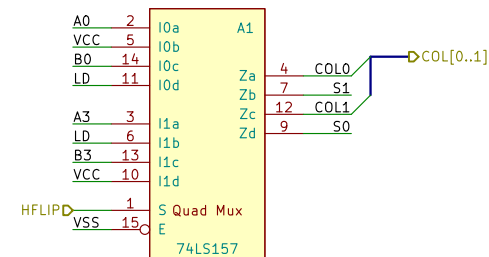 A0 2 I0a A1
VCC 5 I0b
B0 14 I0c
LD 11 I0d
Za 4 COL0 COL[0..1]
Zb 7 S1
Zc 12 COL1
Zd 9 S0
A3 3 I1a
LD 6 I1b
B3 13 I1c
VCC 10 I1d
HFLIP 1 S Quad Mux
VSS 15 E
74LS157